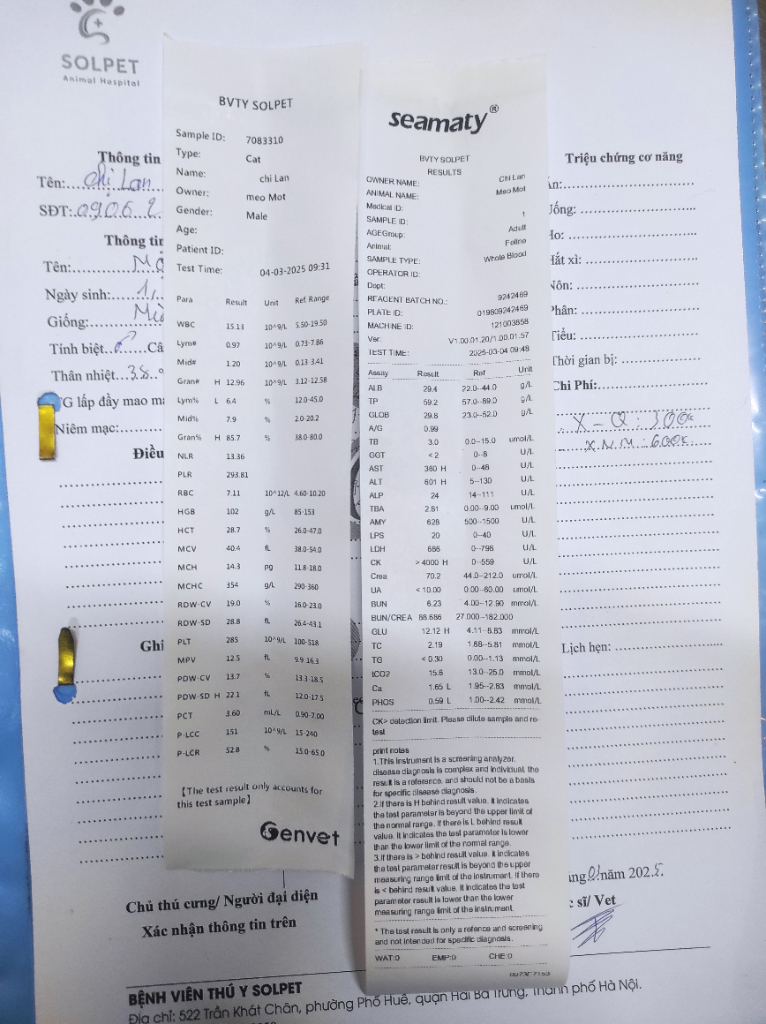 SOLPET
Animal Hospital
Thông tin
Tên:
Chị Lan
SĐT:
Thông tin
Tên:
Ngày sinh:
Giống:
Tính biệt
Thân nhiệt
TG lấp đầy mao mạ
Niêm mạc:
Điều
Ghi
BVTY SOLPET
Sample ID: 7083310
Type: Cat
Name: chi Lan
Owner: meo Mot
Gender: Male
Age:
Patient ID:
Test Time: 04-03-2025 09:31
Para Result Unit Ref. Range
WBC 15.13 10^9/L 5.50-19.50
Lym# 0.97 10^9/L 0.73-7.86
Mid# 1.20 10^9/L 0.13-3.41
Gran# H 12.96 10^9/L 3.12-12.58
Lym% L 6.4 % 12.0-45.0
Mid% 7.9 % 2.0-20.2
Gran% H 85.7 % 38.0-80.0
NLR 13.36
PLR 293.81
RBC 7.11 10^12/L 4.60-10.20
HGB 102 g/L 85-153
HCT 28.7 % 26.0-47.0
MCV 40.4 fL 38.0-54.0
MCH 14.3 pg 11.8-18.0
MCHC 354 g/L 290-360
RDW-CV 19.0 % 16.0-23.0
RDW-SD 28.8 fL 26.4-43.1
PLT 285 10^9/L 100-518
MPV 12.5 fL 9.9-16.3
PDW-CV 13.7 % 13.3-18.5
PDW-SD H 22.1 fL 12.0-17.5
PCT 3.60 mL/L 0.90-7.00
P-LCC 151 10^9/L 15-240
P-LCR 52.8 % 15.0-65.0
【The test result only accounts for
this test sample】
Genvet
seamaty®
BVTY SOLPET
RESULTS
OWNER NAME: Chi Lan
ANIMAL NAME: Meo Mot
Medical ID:
SAMPLE ID: 1
AGEGroup: Adult
Animal: Feline
SAMPLE TYPE: Whole Blood
OPERATOR ID:
Dept:
REAGENT BATCH NO.: 9242469
PLATE ID: 019809242469
MACHINE ID: 121003658
Ver: V1.00.01.20/1.00.01.57
TEST TIME: 2025-03-04 09:48
Assay Result Ref Unit
ALB 29.4 22.0--44.0 g/L
TP 59.2 57.0--89.0 g/L
GLOB 29.8 23.0--52.0 g/L
A/G 0.99
TB 3.0 0.0--15.0 umol/L
GGT < 2 0--8 U/L
AST 360 H 0--48 U/L
ALT 601 H 5--130 U/L
ALP 24 14--111 U/L
TBA 2.81 0.00--9.00 umol/L
AMY 628 500--1500 U/L
LPS 20 0--40 U/L
LDH 666 0--798 U/L
CK > 4000 H 0--559 U/L
Crea 70.2 44.0--212.0 umol/L
UA < 10.00 0.00--60.00 umol/L
BUN 6.23 4.00--12.90 mmol/L
BUN/CREA 88.686 27.000--182.000
GLU 12.12 H 4.11--8.83 mmol/L
TC 2.19 1.68--5.81 mmol/L
TG < 0.30 0.00--1.13 mmol/L
tCO2 15.6 13.0--25.0 mmol/L
Ca 1.65 L 1.95--2.83 mmol/L
PHOS 0.59 L 1.00--2.42 mmol/L
CK> detection limit. Please dilute sample and re-
test
print notes
1.This instrument is a screening analyzer,
disease diagnosis is complex and individual, the
result is a reference, and should not be a basis
for specific disease diagnosis.
2.If there is H behind result value, it indicates
the test parameter is beyond the upper limit of
the normal range. If there is L behind result
value, it indicates the test parameter is lower
than the lower limit of the normal range.
3.If there is > behind result value, it indicates
the test parameter result is beyond the upper
measuring range limit of the instrument. If there
is < behind result value, it indicates the test
parameter result is lower than the lower
measuring range limit of the instrument.
* The test result is only a refence and screening
and not intended for specific diagnosis.
WAT:0 EMP:0 CHE:0
Triệu chứng cơ năng
Ăn:
Uống:
Ho:
Hắt xì:
Nôn:
Phân:
Tiểu:
Thời gian bị:
Chi Phí:
X-Q: 300k
X.N.M: 600k
Lịch hẹn:
năm 2025
sĩ/ Vet
Chủ thú cưng/ Người đại diện
Xác nhận thông tin trên
BỆNH VIỆN THÚ Y SOLPET
Địa chỉ: 522 Trần Khát Chân, phường Phố Huế, quận Hai Bà Trưng, Thành phố Hà Nội.